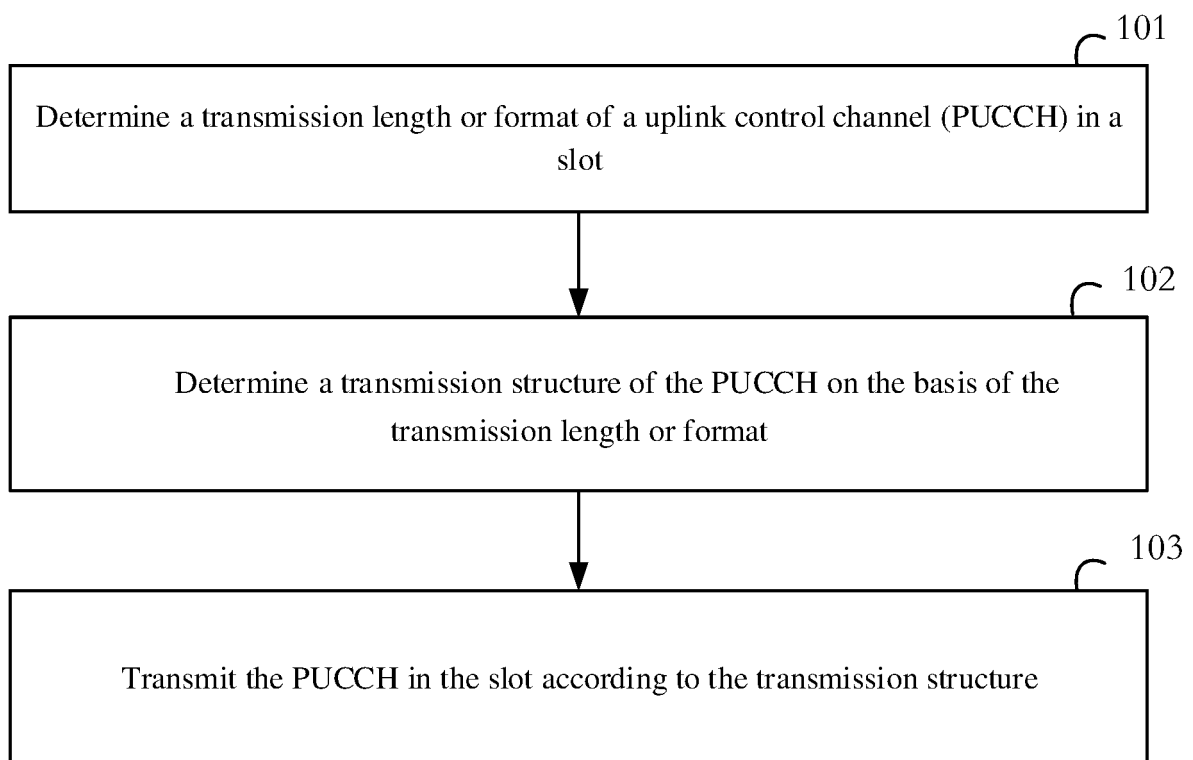 101
Determine a transmission length or format of a uplink control channel (PUCCH) in a
slot
102
Determine a transmission structure of the PUCCH on the basis of the
transmission length or format
103
Transmit the PUCCH in the slot according to the transmission structure